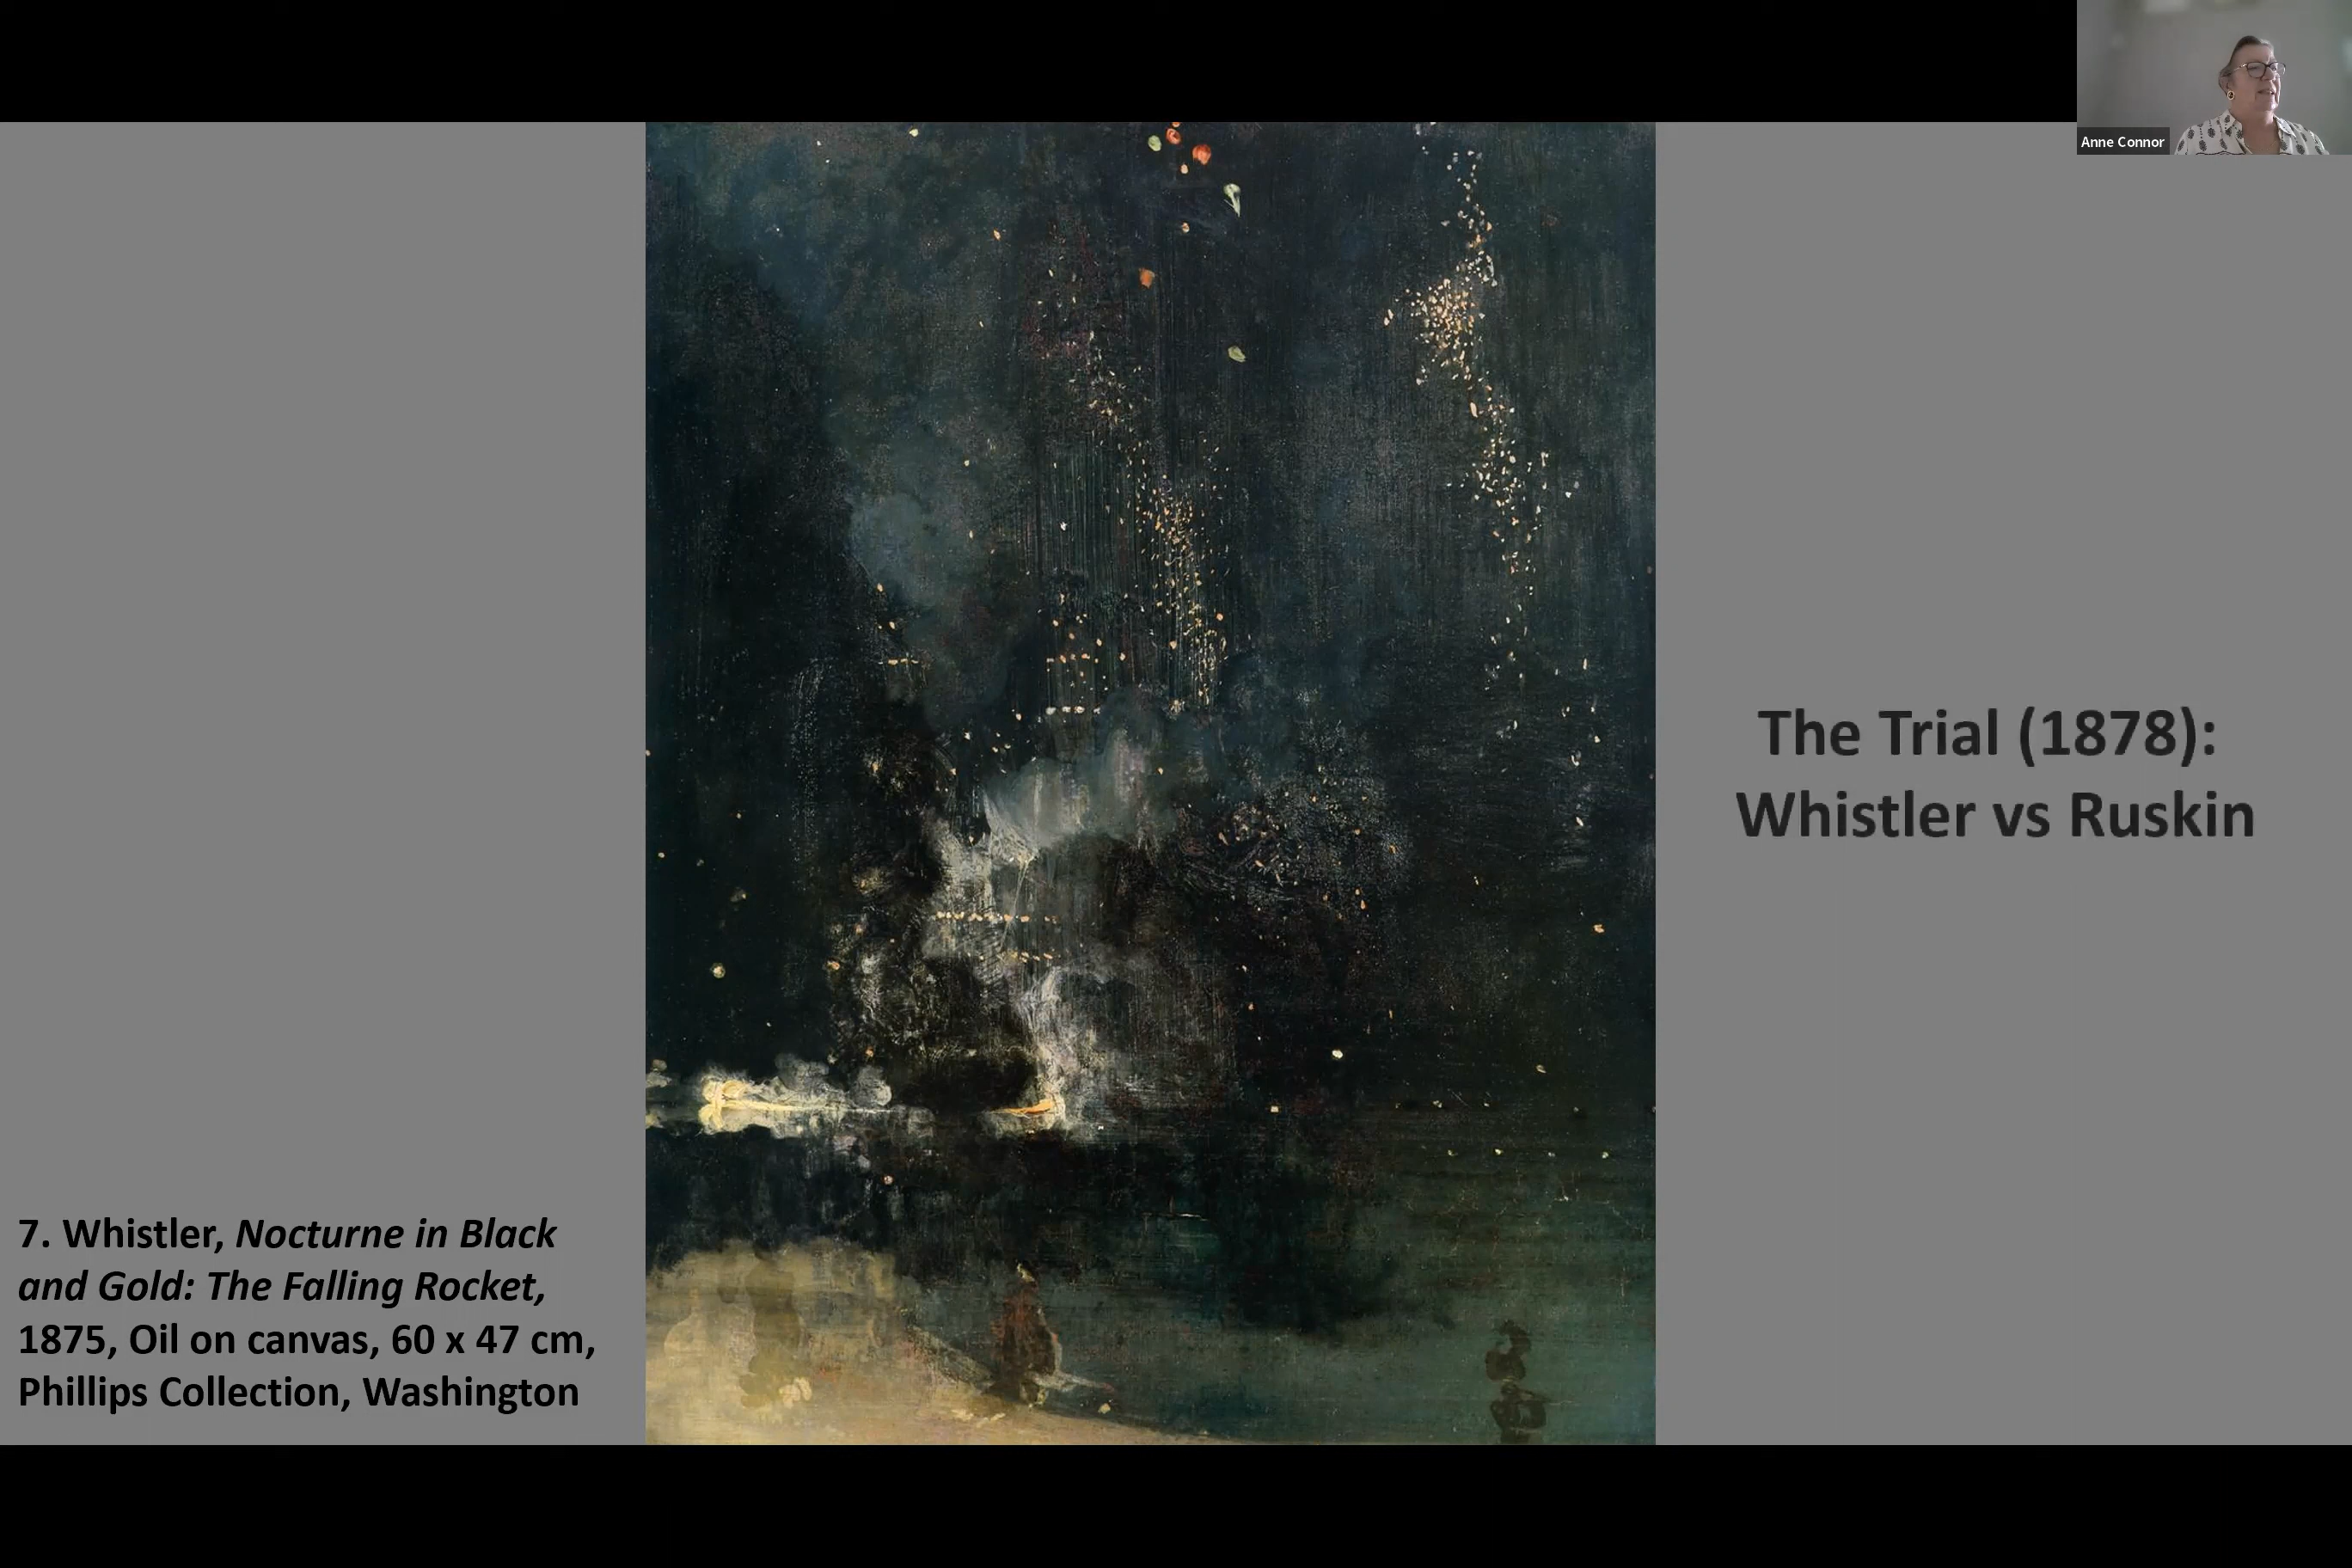 Anne Connor
The Trial (1878):
Whistler vs Ruskin
7. Whistler, Nocturne in Black
and Gold: The Falling Rocket,
1875, Oil on canvas, 60 x 47 cm,
Phillips Collection, Washington